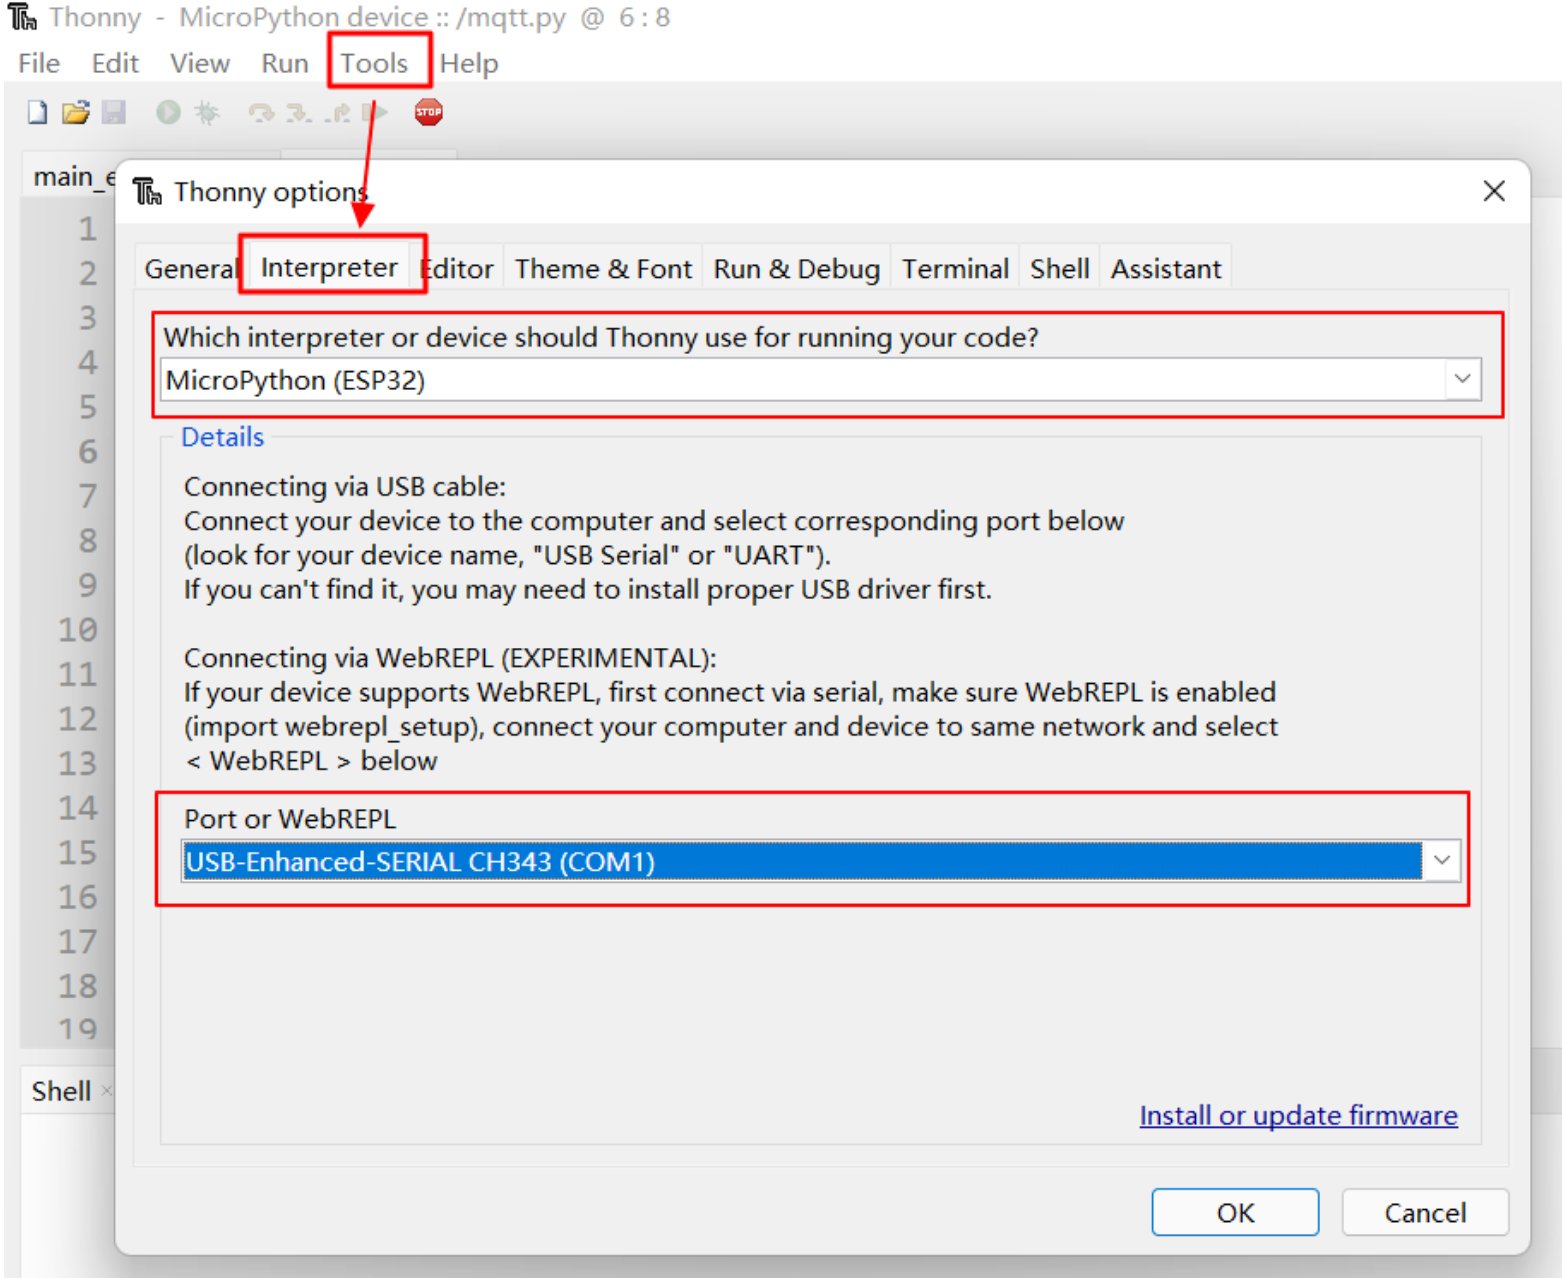 Thonny - MicroPython device :: /mqtt.py @ 6 : 8
File Edit View Run Tools Help
STOP
main_e
Thonny options
General Interpreter Editor Theme & Font Run & Debug Terminal Shell Assistant
1
2
3
4
5
6
7
8
9
10
11
12
13
14
15
16
17
18
19
Which interpreter or device should Thonny use for running your code?
MicroPython (ESP32)
Details
Connecting via USB cable:
Connect your device to the computer and select corresponding port below
(look for your device name, "USB Serial" or "UART").
If you can't find it, you may need to install proper USB driver first.
Connecting via WebREPL (EXPERIMENTAL):
If your device supports WebREPL, first connect via serial, make sure WebREPL is enabled
(import webrepl_setup), connect your computer and device to same network and select
< WebREPL > below
Port or WebREPL
USB-Enhanced-SERIAL CH343 (COM1)
Install or update firmware
OK Cancel
Shell